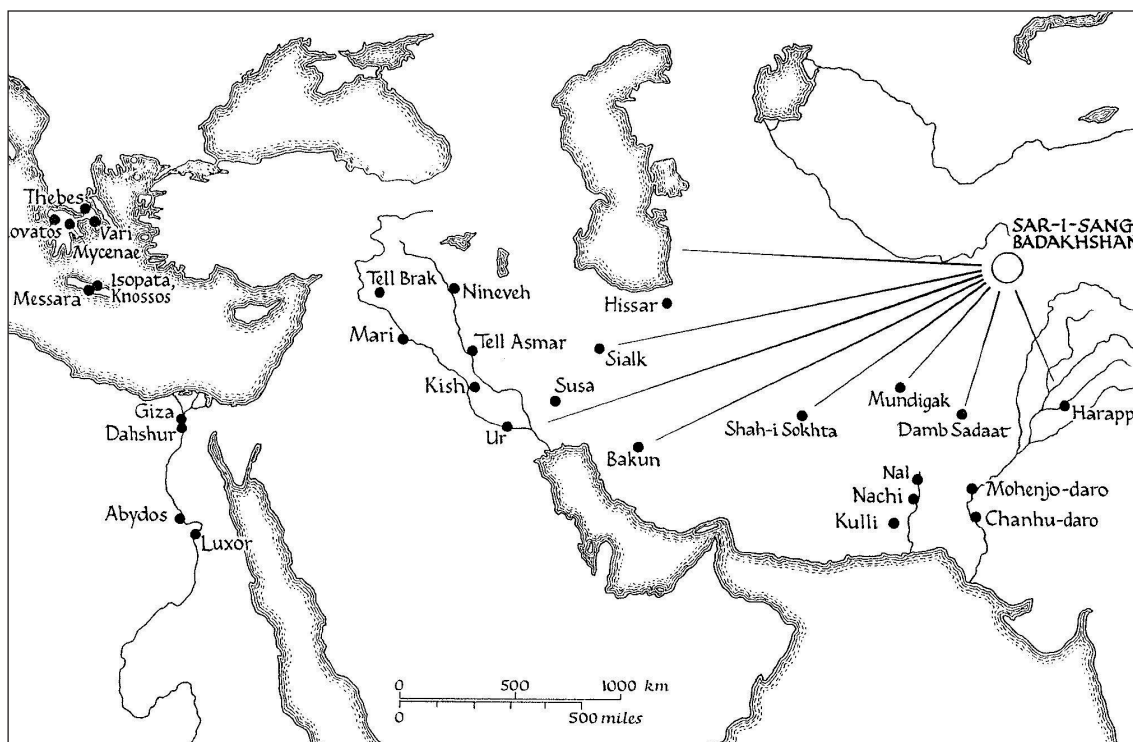 SAR-I-SANG
BADAKHSHAN
Thebes
ovatos
Vari
Mycenae
Isopata,
Knossos
Messara
Tell Brak
Nineveh
Hissar
Mari
Tell Asmar
Sialk
Kish
Susa
Mundigak
Giza
Dahshur
Ur
Shah-i Sokhta
Damb Sadaat
Harapp
Bakun
Nal
Nachi
Mohenjo-daro
Abydos
Kulli
Chanhu-daro
Luxor
0 500 1000 km
0 500 miles